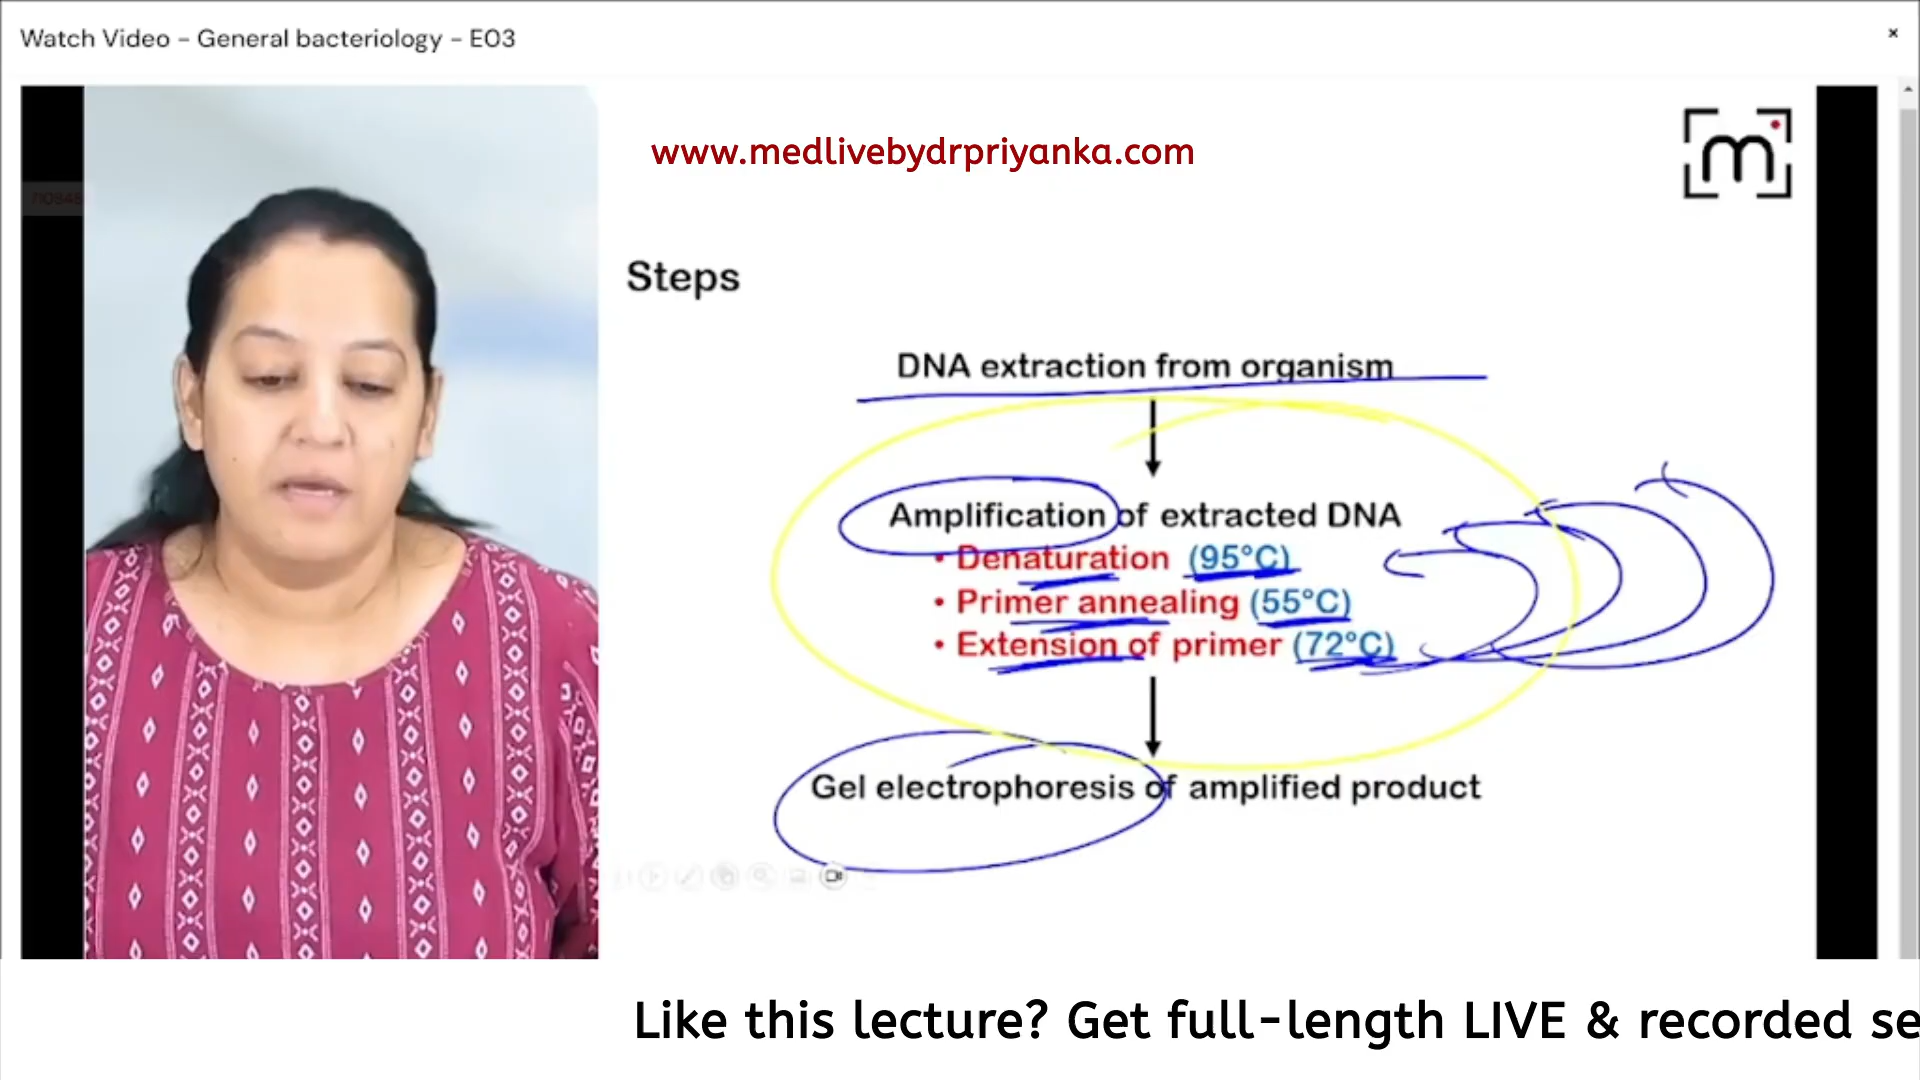 Watch Video - General bacteriology - E03
×
www.medlivebydrpriyanka.com
m
Steps
DNA extraction from organism
Amplification of extracted DNA
• Denaturation (95°C)
• Primer annealing (55°C)
• Extension of primer (72°C)
Gel electrophoresis of amplified product
Like this lecture? Get full-length LIVE & recorded se